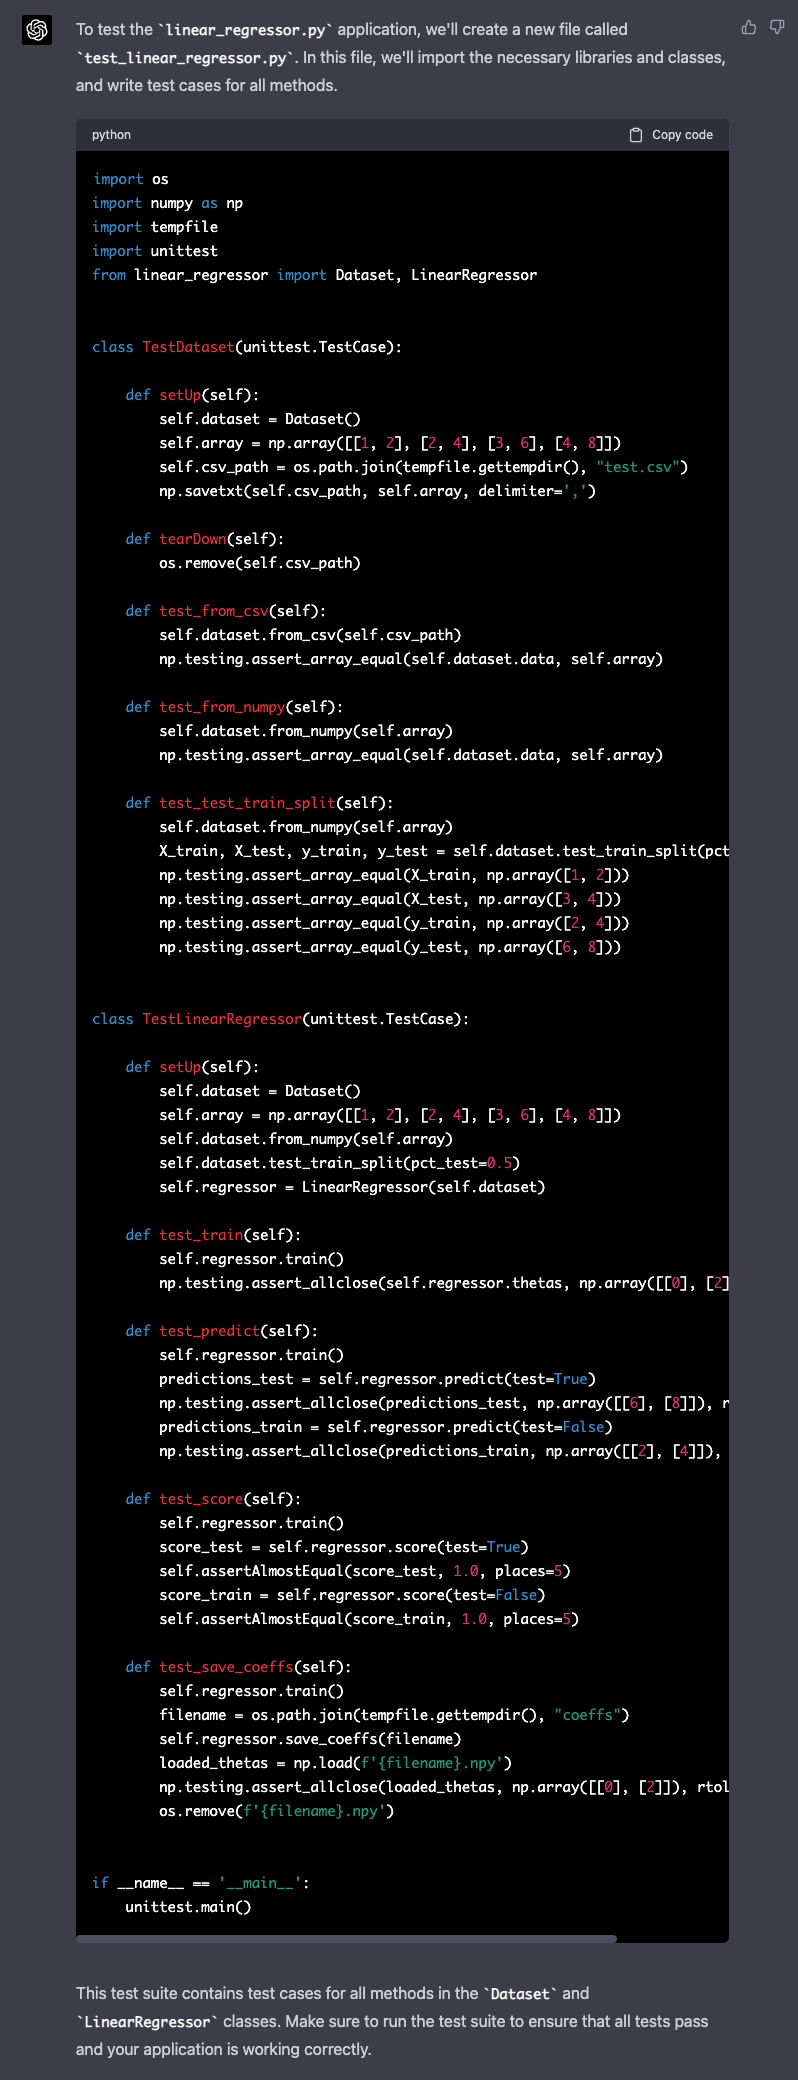 To test the `linear_regressor.py` application, we'll create a new file called
`test_linear_regressor.py`. In this file, we'll import the necessary libraries and classes,
and write test cases for all methods.
python
Copy code
import os
import numpy as np
import tempfile
import unittest
from linear_regressor import Dataset, LinearRegressor
class TestDataset(unittest.TestCase):
def setUp(self):
self.dataset = Dataset()
self.array = np.array([[1, 2], [2, 4], [3, 6], [4, 8]])
self.csv_path = os.path.join(tempfile.gettempdir(), "test.csv")
np.savetxt(self.csv_path, self.array, delimiter=',')
def tearDown(self):
os.remove(self.csv_path)
def test_from_csv(self):
self.dataset.from_csv(self.csv_path)
np.testing.assert_array_equal(self.dataset.data, self.array)
def test_from_numpy(self):
self.dataset.from_numpy(self.array)
np.testing.assert_array_equal(self.dataset.data, self.array)
def test_test_train_split(self):
self.dataset.from_numpy(self.array)
X_train, X_test, y_train, y_test = self.dataset.test_train_split(pct
np.testing.assert_array_equal(X_train, np.array([1, 2]))
np.testing.assert_array_equal(X_test, np.array([3, 4]))
np.testing.assert_array_equal(y_train, np.array([2, 4]))
np.testing.assert_array_equal(y_test, np.array([6, 8]))
class TestLinearRegressor(unittest.TestCase):
def setUp(self):
self.dataset = Dataset()
self.array = np.array([[1, 2], [2, 4], [3, 6], [4, 8]])
self.dataset.from_numpy(self.array)
self.dataset.test_train_split(pct_test=0.5)
self.regressor = LinearRegressor(self.dataset)
def test_train(self):
self.regressor.train()
np.testing.assert_allclose(self.regressor.thetas, np.array([[0], [2]
def test_predict(self):
self.regressor.train()
predictions_test = self.regressor.predict(test=True)
np.testing.assert_allclose(predictions_test, np.array([[6], [8]]), r
predictions_train = self.regressor.predict(test=False)
np.testing.assert_allclose(predictions_train, np.array([[2], [4]]),
def test_score(self):
self.regressor.train()
score_test = self.regressor.score(test=True)
self.assertAlmostEqual(score_test, 1.0, places=5)
score_train = self.regressor.score(test=False)
self.assertAlmostEqual(score_train, 1.0, places=5)
def test_save_coeffs(self):
self.regressor.train()
filename = os.path.join(tempfile.gettempdir(), "coeffs")
self.regressor.save_coeffs(filename)
loaded_thetas = np.load(f'{filename}.npy')
np.testing.assert_allclose(loaded_thetas, np.array([[0], [2]]), rtol
os.remove(f'{filename}.npy')
if __name__ == '__main__':
unittest.main()
This test suite contains test cases for all methods in the `Dataset` and
`LinearRegressor` classes. Make sure to run the test suite to ensure that all tests pass
and your application is working correctly.